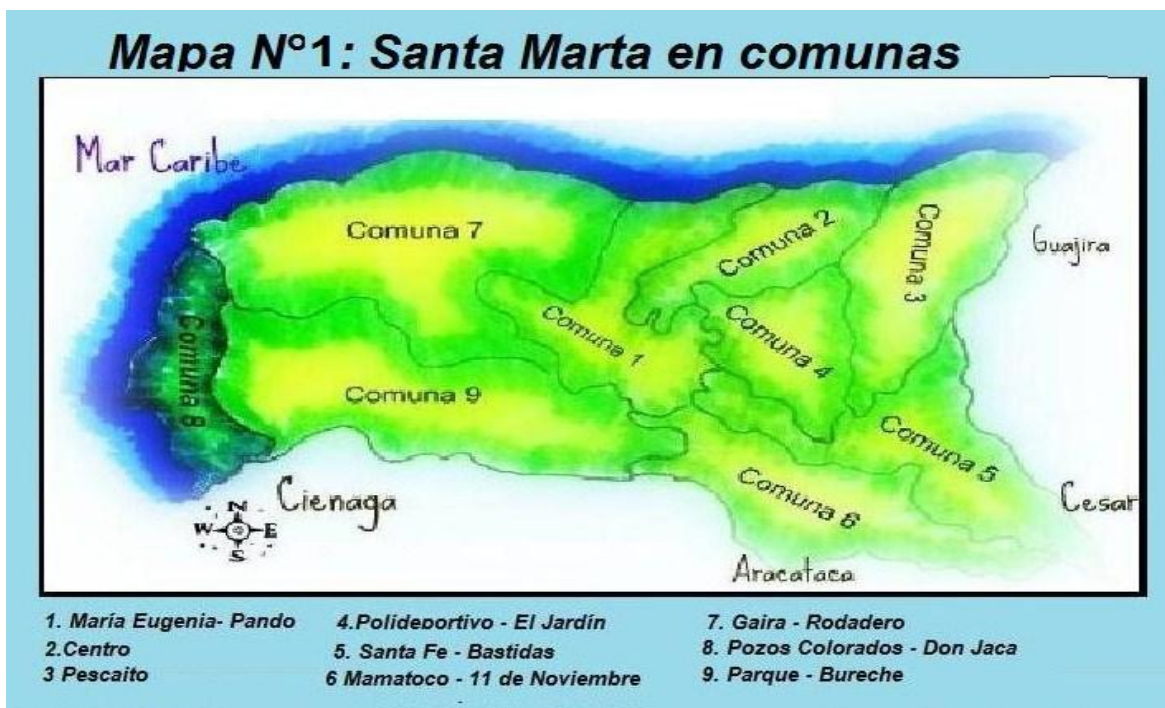 Mapa N°1: Santa Marta en comunas
Mar Caribe
Comuna 7
Comuna 2
Comuna 3
Guajira
Comuna 1
Comuna 4
Comuna 8
Comuna 9
Comuna 5
Comuna 6
Cienaga
Cesar
N
W E
S
Aracataca
1. María Eugenia- Pando
2.Centro
3 Pescaito
4.Polideportivo - El Jardín
5. Santa Fe - Bastidas
6 Mamatoco - 11 de Noviembre
7. Gaira - Rodadero
8. Pozos Colorados - Don Jaca
9. Parque - Bureche